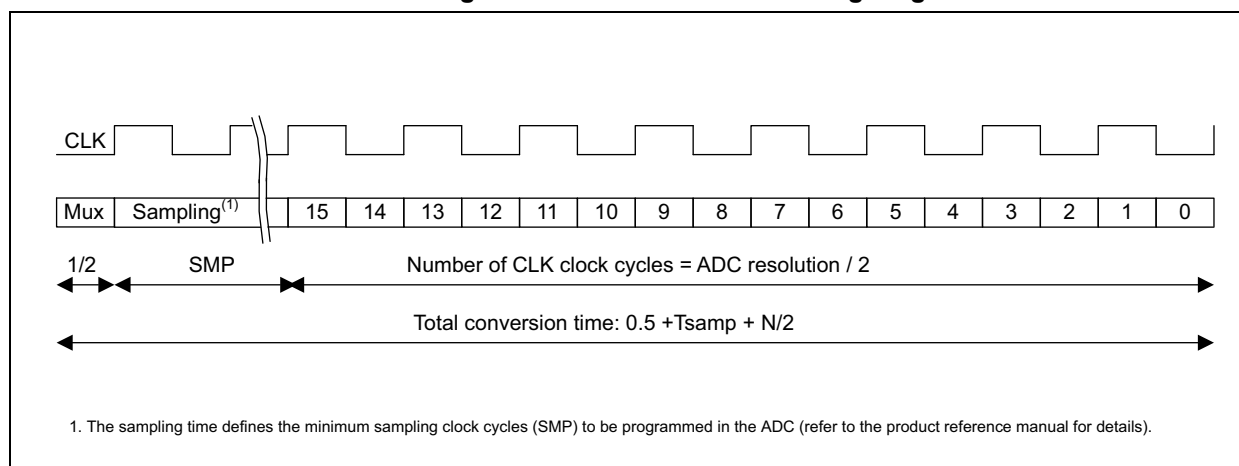 CLK
Mux Sampling(1) 15 14 13 12 11 10 9 8 7 6 5 4 3 2 1 0
1/2 SMP Number of CLK clock cycles = ADC resolution / 2
Total conversion time: 0.5 +Tsamp + N/2
1. The sampling time defines the minimum sampling clock cycles (SMP) to be programmed in the ADC (refer to the product reference manual for details).